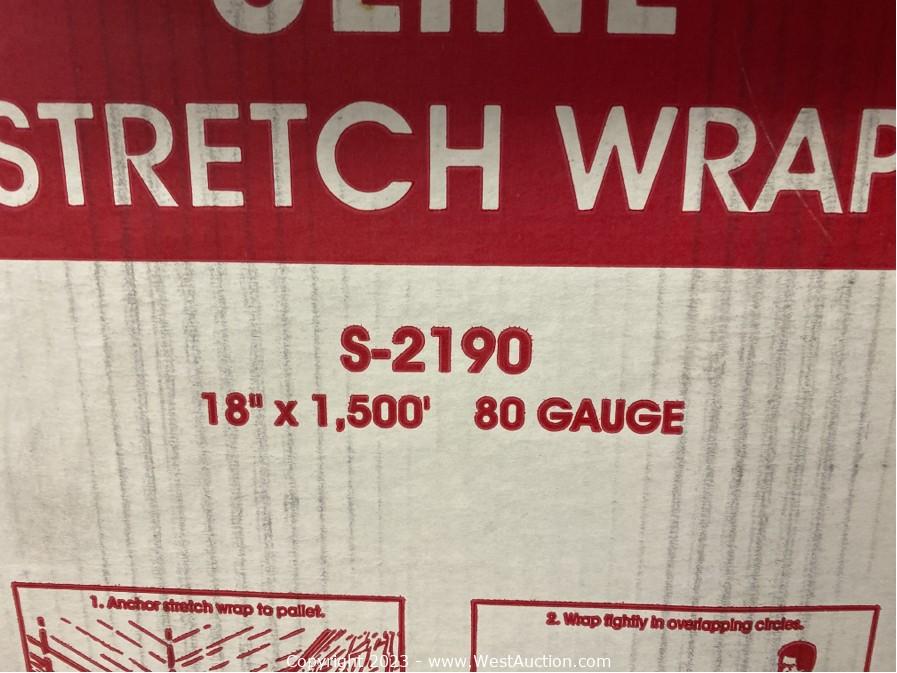 ULINE
STRETCH WRAP
S-2190
18" x 1,500' 80 GAUGE
1. Anchor stretch wrap to pallet.
2. Wrap tightly in overlapping circles.
Copyright 2023 - www.WestAuction.com